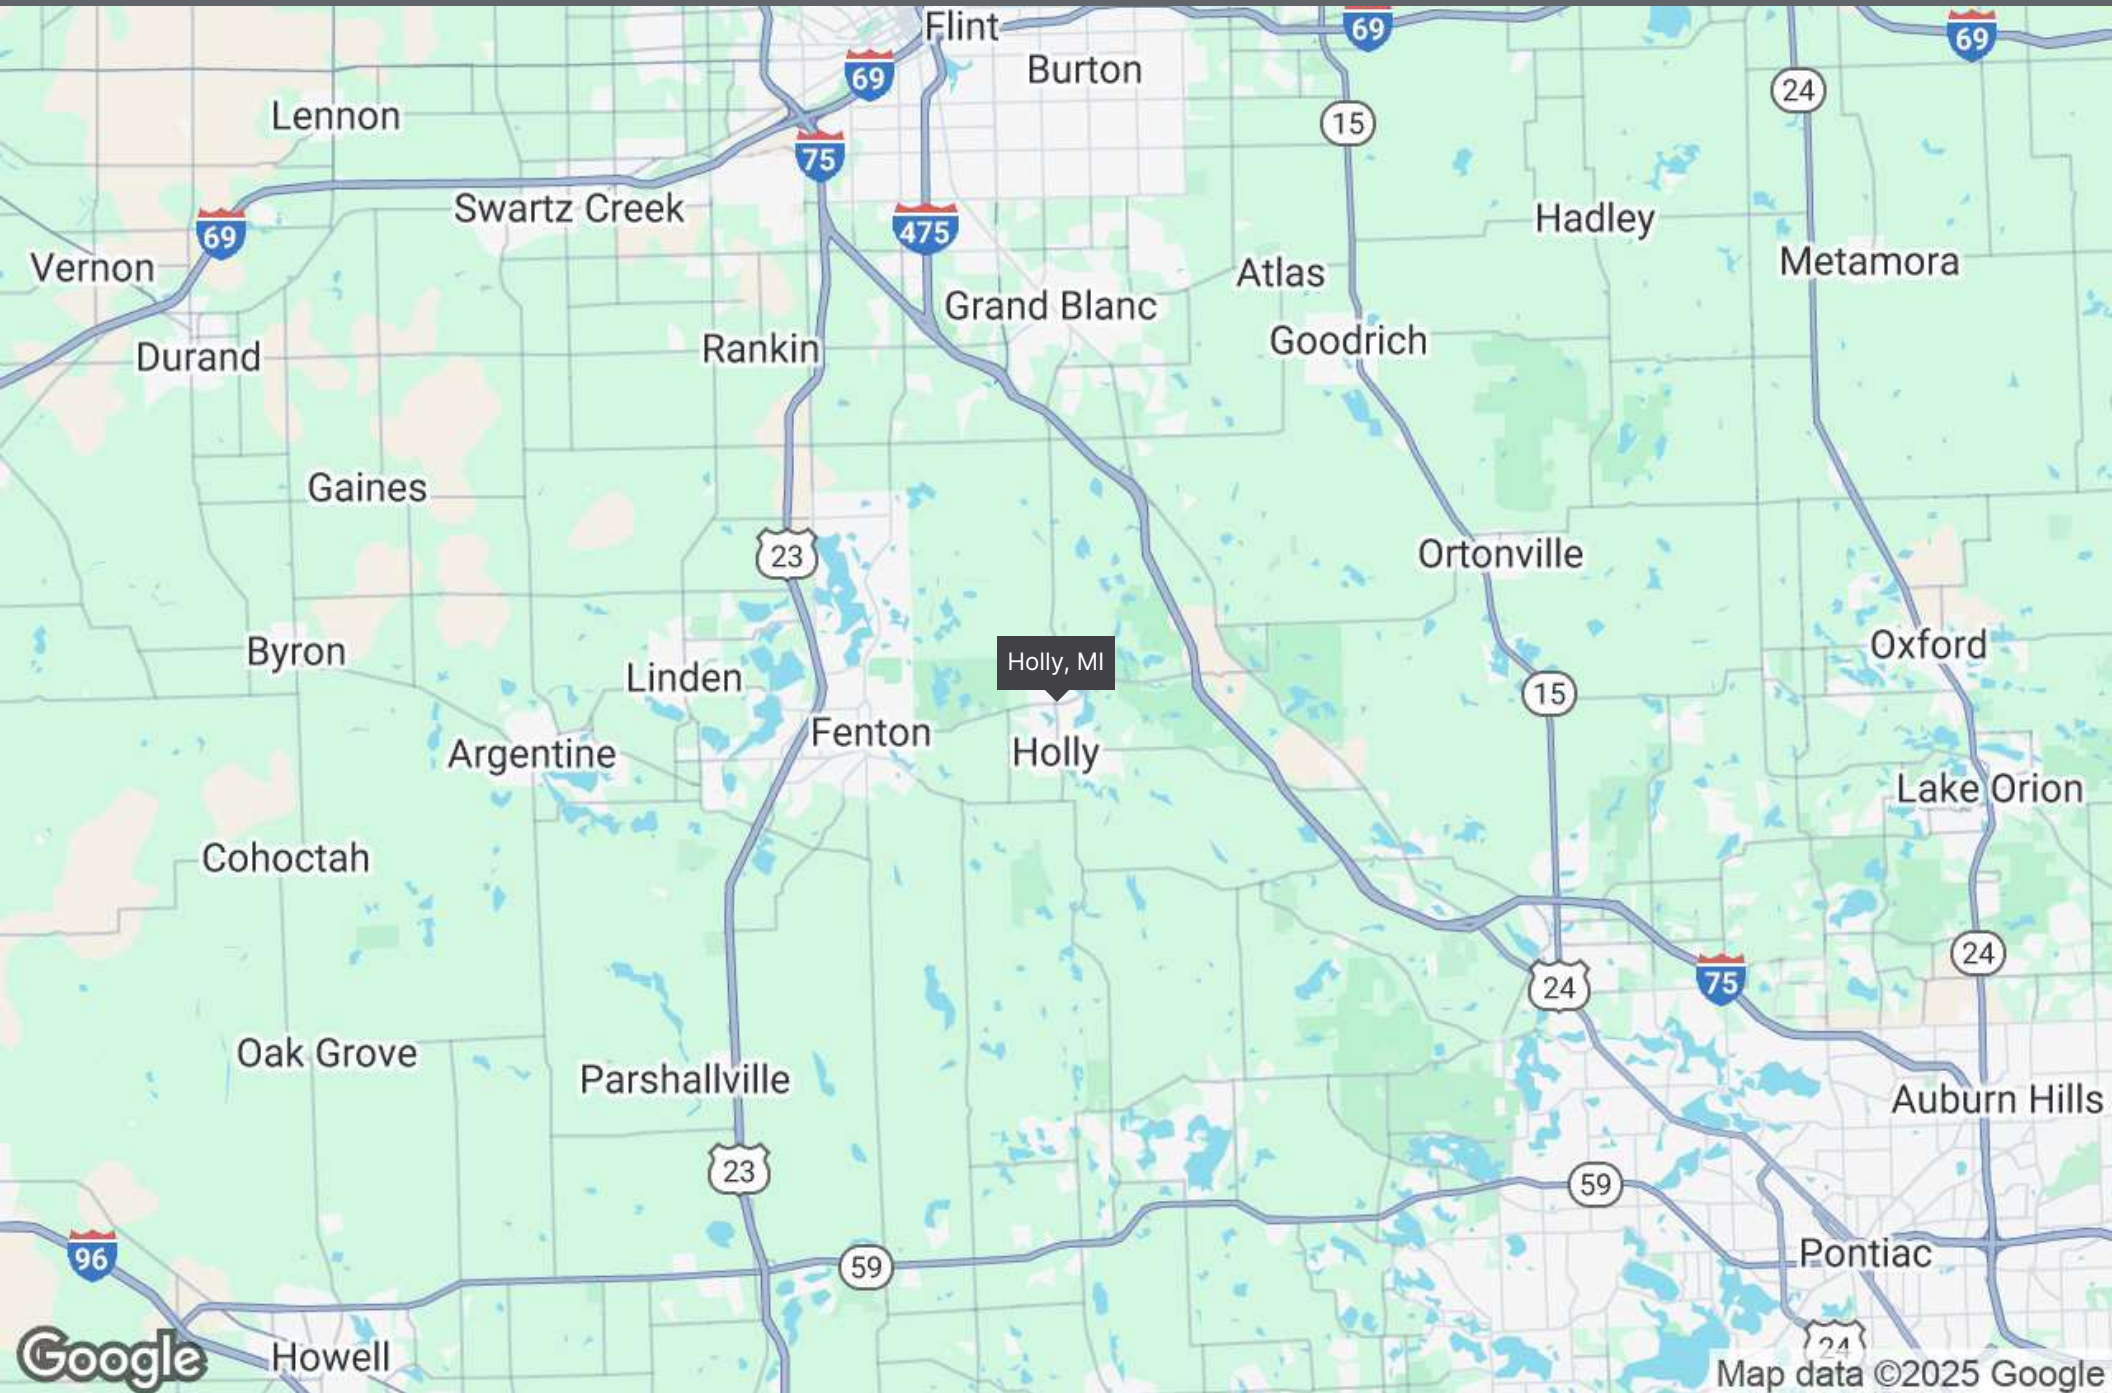 Flint
69
69
69
Burton
24
Lennon
15
75
Swartz Creek
Hadley
69
475
Vernon
Metamora
Atlas
Grand Blanc
Goodrich
Rankin
Durand
Gaines
23
Ortonville
Oxford
Byron
Holly, MI
Linden
15
Fenton
Holly
Argentine
Lake Orion
Cohoctah
24
75
24
Oak Grove
Parshallville
Auburn Hills
23
59
Pontiac
96
59
24
Google
Howell
Map data ©2025 Google